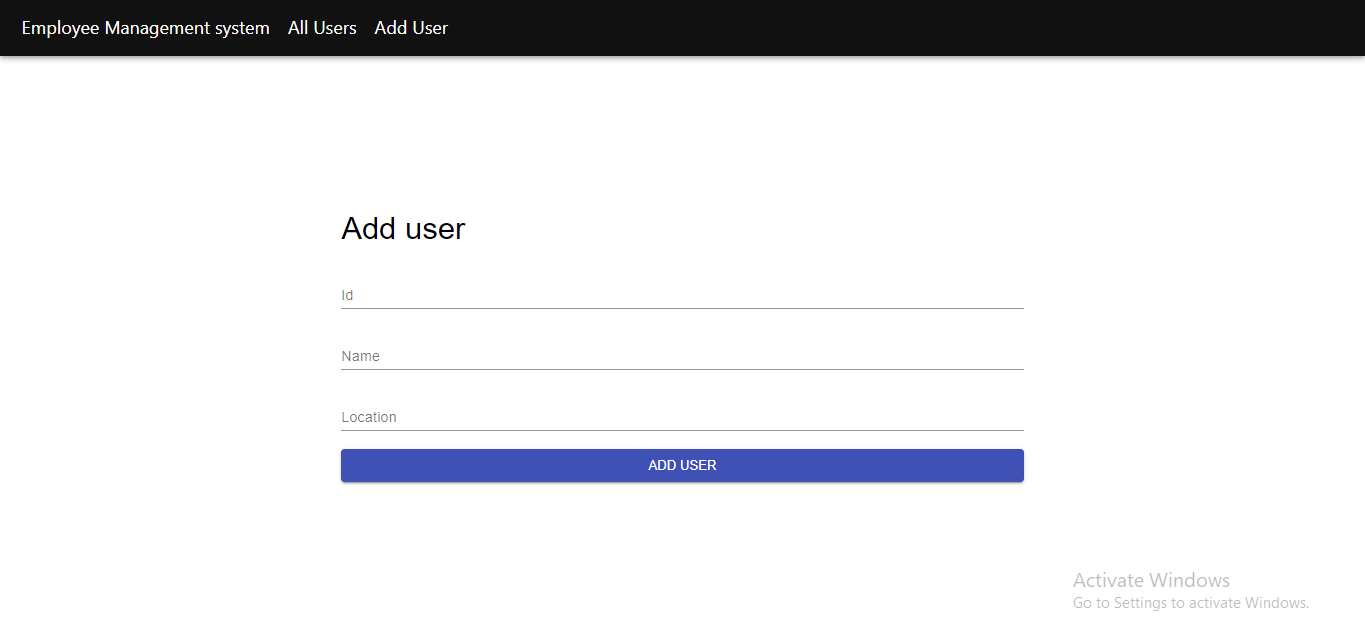 Employee Management system All Users Add User
Add user
Id
Name
Location
ADD USER
Activate Windows
Go to Settings to activate Windows.